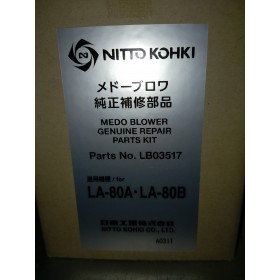 NITTO KOHKI
メドーブロワ
純正補修部品
MEDO BLOWER
GENUINE REPAIR
PARTS KIT
Parts No. LB03517
適用機種 / for
LA-80A・LA-80B
日東工器株式会社
NITTO KOHKI CO., LTD.